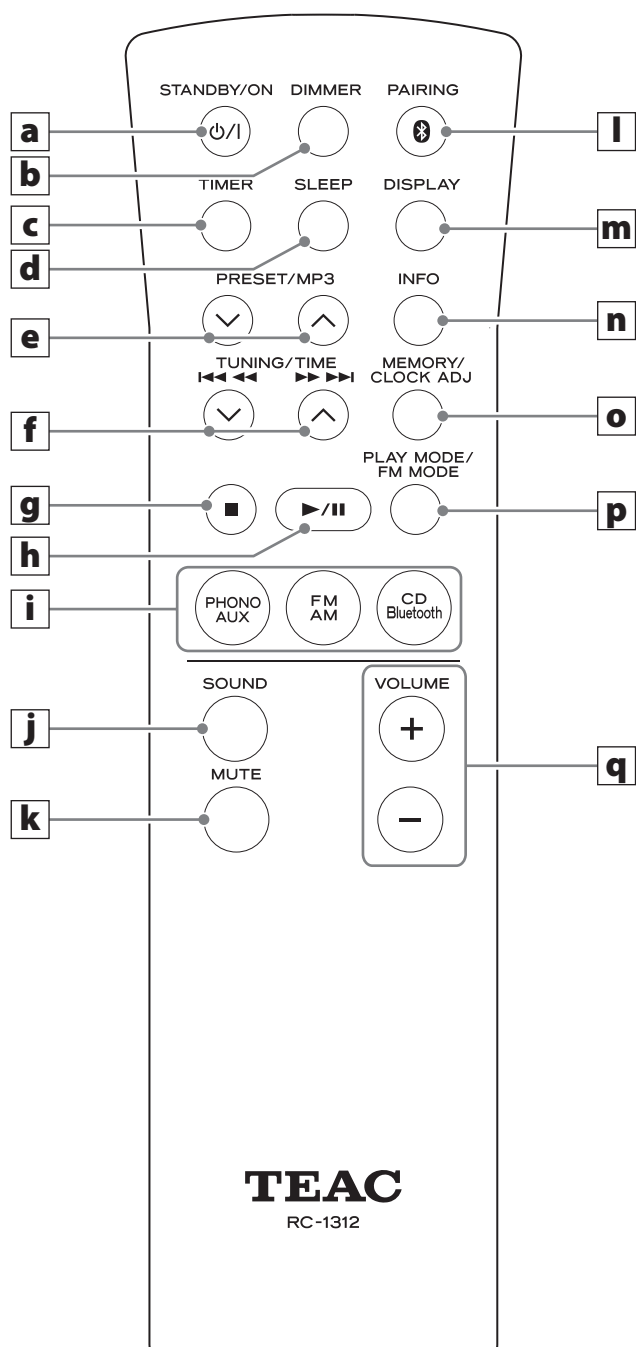 STANDBY/ON DIMMER PAIRING
a
⏻/I
l
b
TIMER SLEEP DISPLAY
c
m
d
PRESET/MP3 INFO
n
e
TUNING/TIME MEMORY/
CLOCK ADJ
o
f
PLAY MODE/
FM MODE
g
p
h
i
PHONO
AUX
FM
AM
CD
Bluetooth
SOUND VOLUME
j
+
q
MUTE
k
−
TEAC
RC-1312